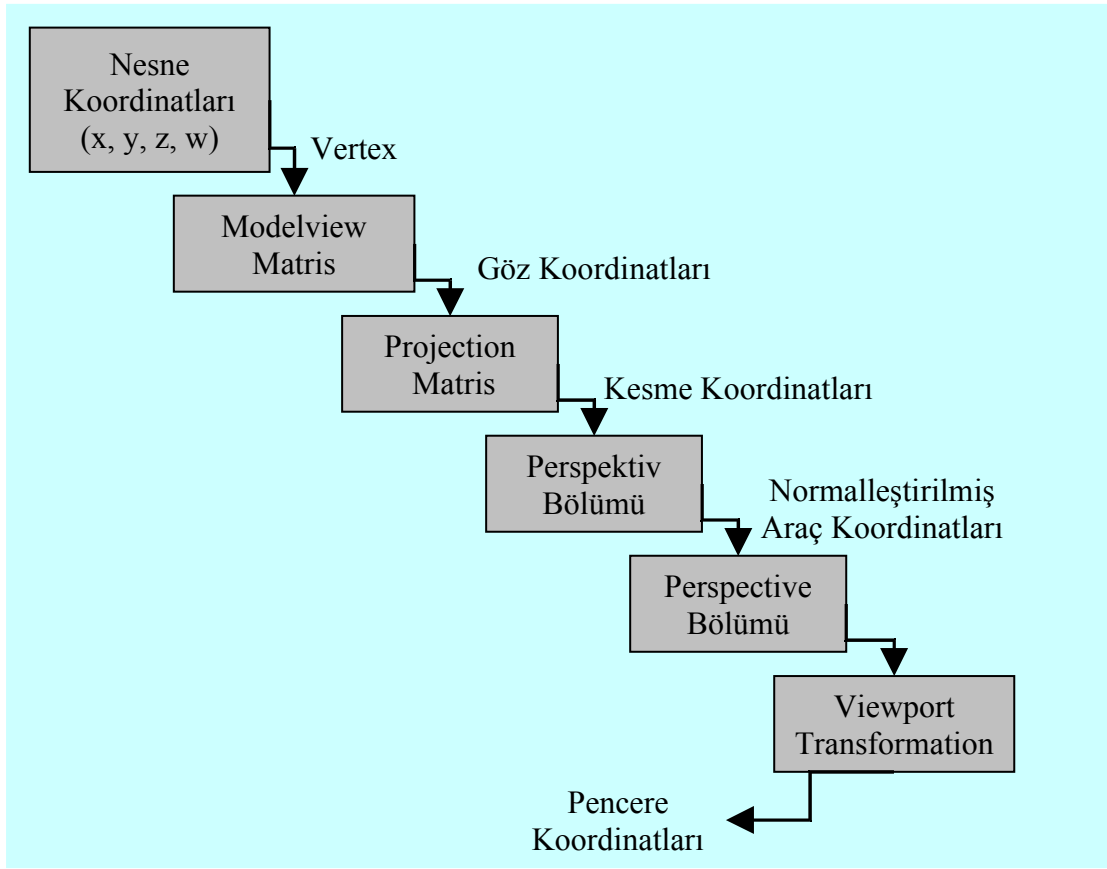 Nesne
Koordinatları
(x, y, z, w)
Vertex
Modelview
Matris
Göz Koordinatları
Projection
Matris
Kesme Koordinatları
Perspektiv
Bölümü
Normalleştirilmiş
Araç Koordinatları
Perspective
Bölümü
Viewport
Transformation
Pencere
Koordinatları